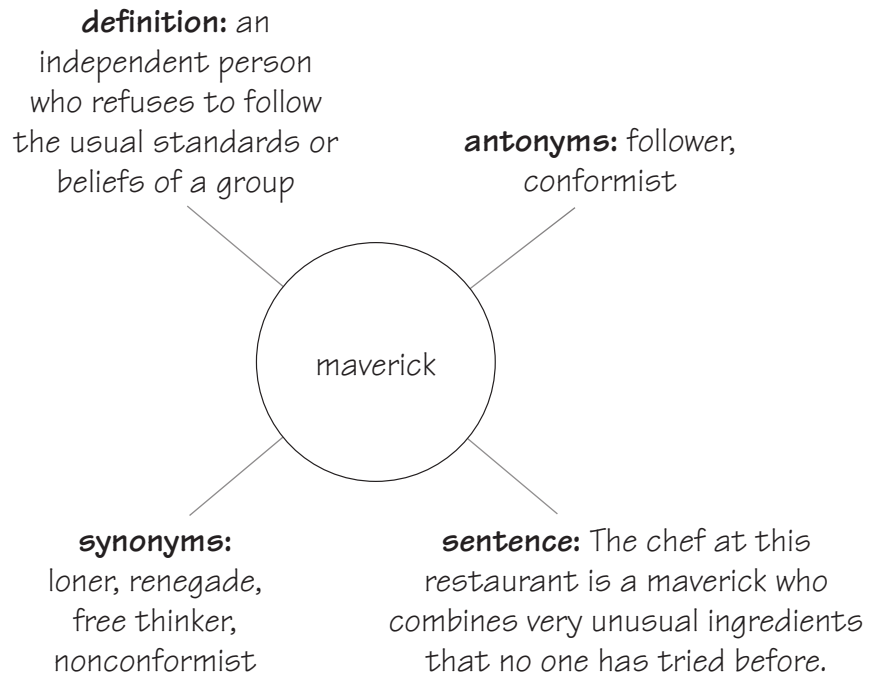 definition: an
independent person
who refuses to follow
the usual standards or
beliefs of a group
antonyms: follower,
conformist
maverick
synonyms:
loner, renegade,
free thinker,
nonconformist
sentence: The chef at this
restaurant is a maverick who
combines very unusual ingredients
that no one has tried before.